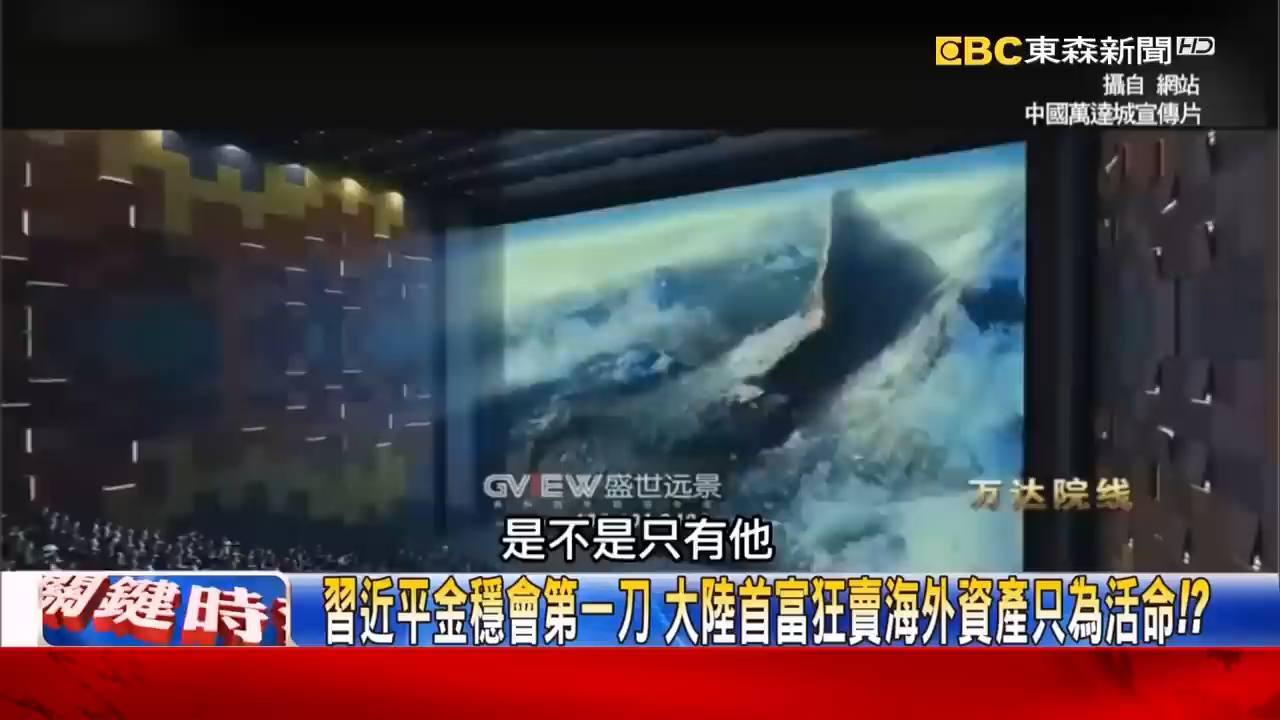 EBC東森新聞HD
攝自 網站
中國萬達城宣傳片
GVIEW盛世远景
万达院线
是不是只有他
關鍵時
習近平金穩會第一刀 大陸首富狂賣海外資產只為活命!?